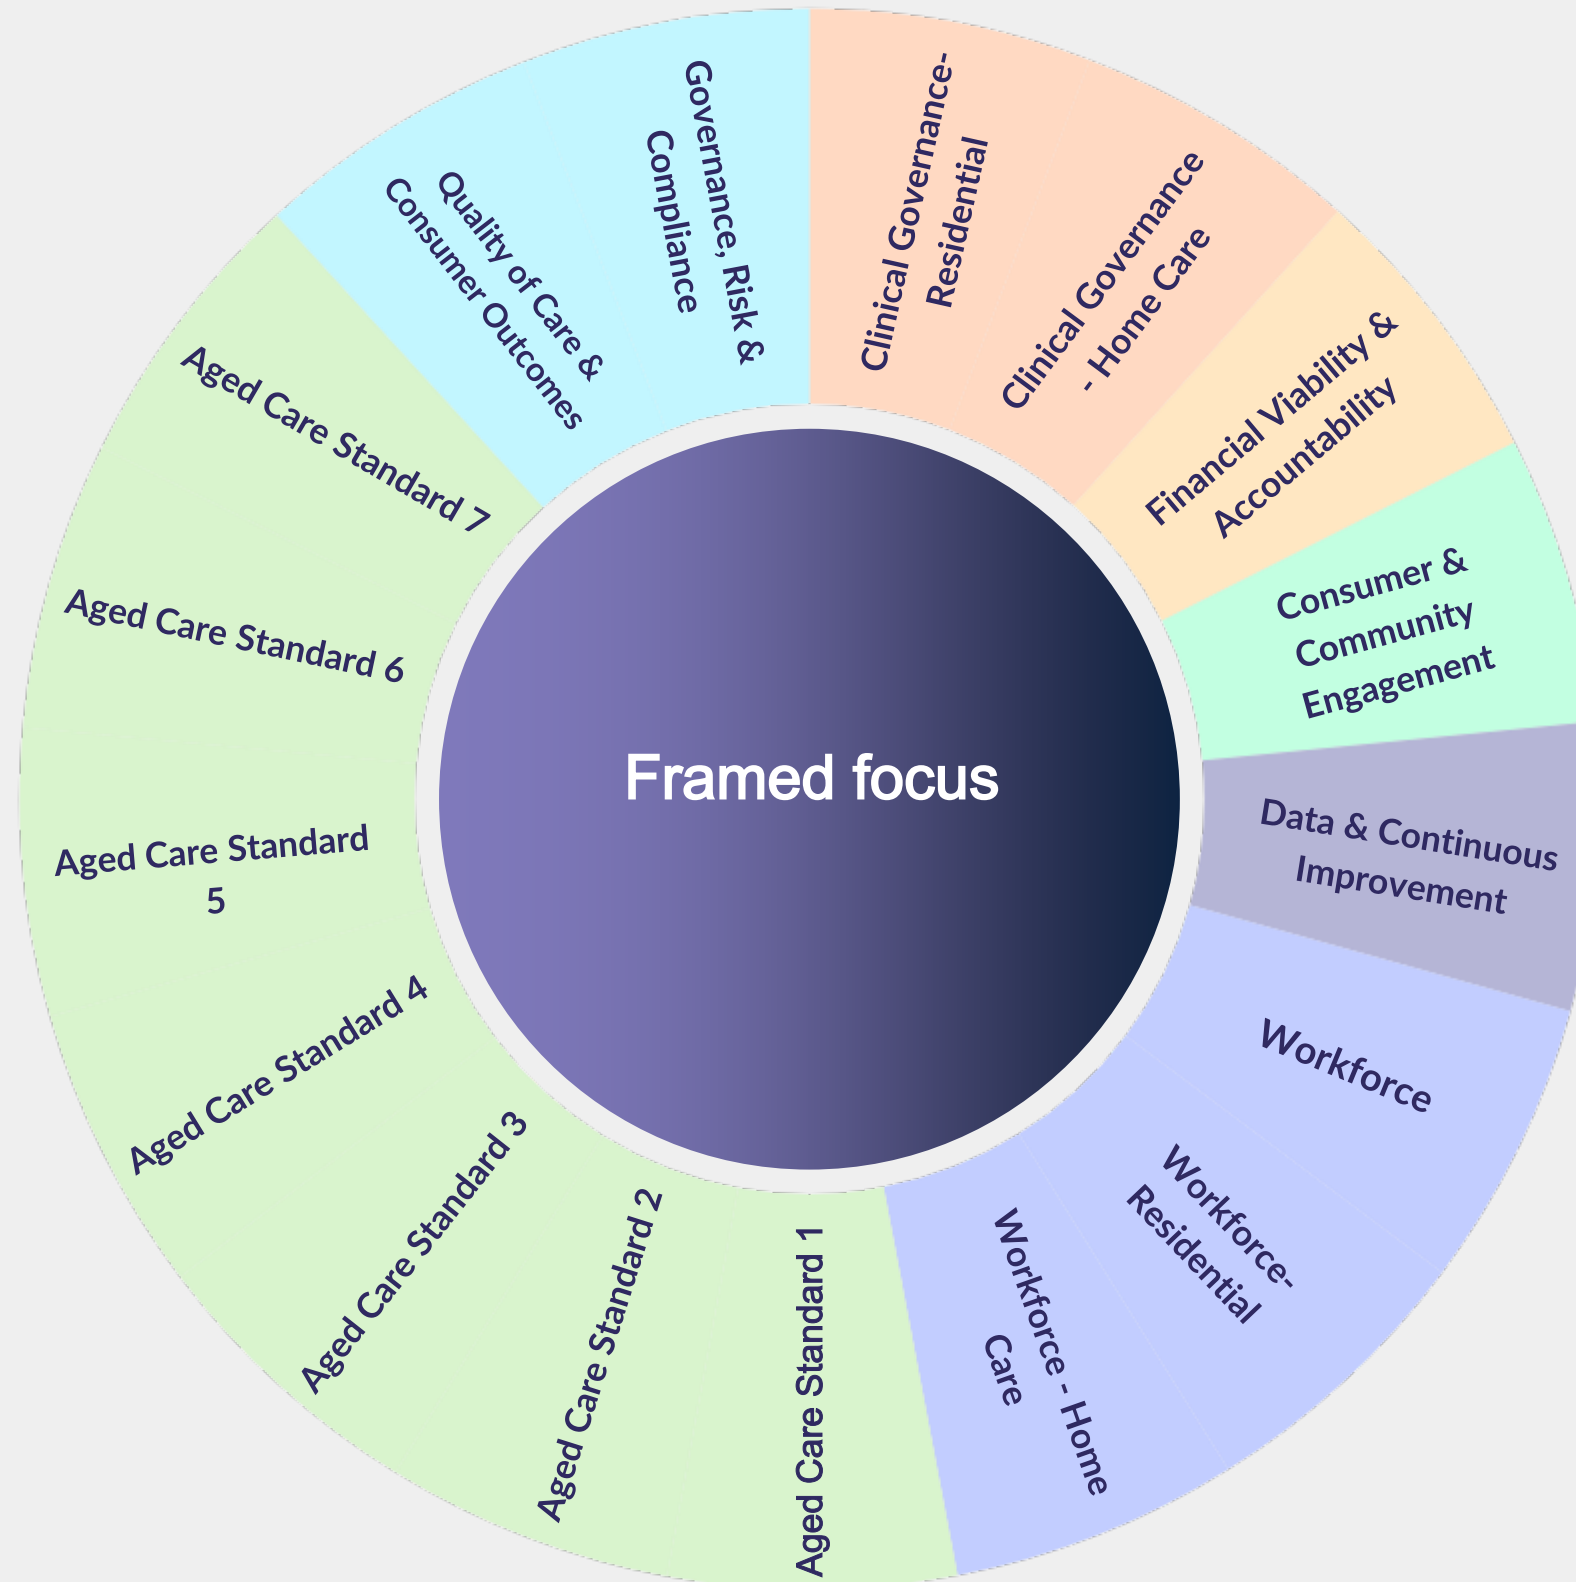 Clinical Governance-
Residential
Clinical Governance
- Home Care
Financial Viability &
Accountability
Consumer &
Community
Engagement
Data & Continuous
Improvement
Workforce
Workforce-
Residential
Workforce - Home
Care
Aged Care Standard 1
Aged Care Standard 2
Aged Care Standard 3
Aged Care Standard 4
Aged Care Standard
5
Aged Care Standard 6
Aged Care Standard 7
Quality of Care &
Consumer Outcomes
Governance, Risk &
Compliance
Framed focus